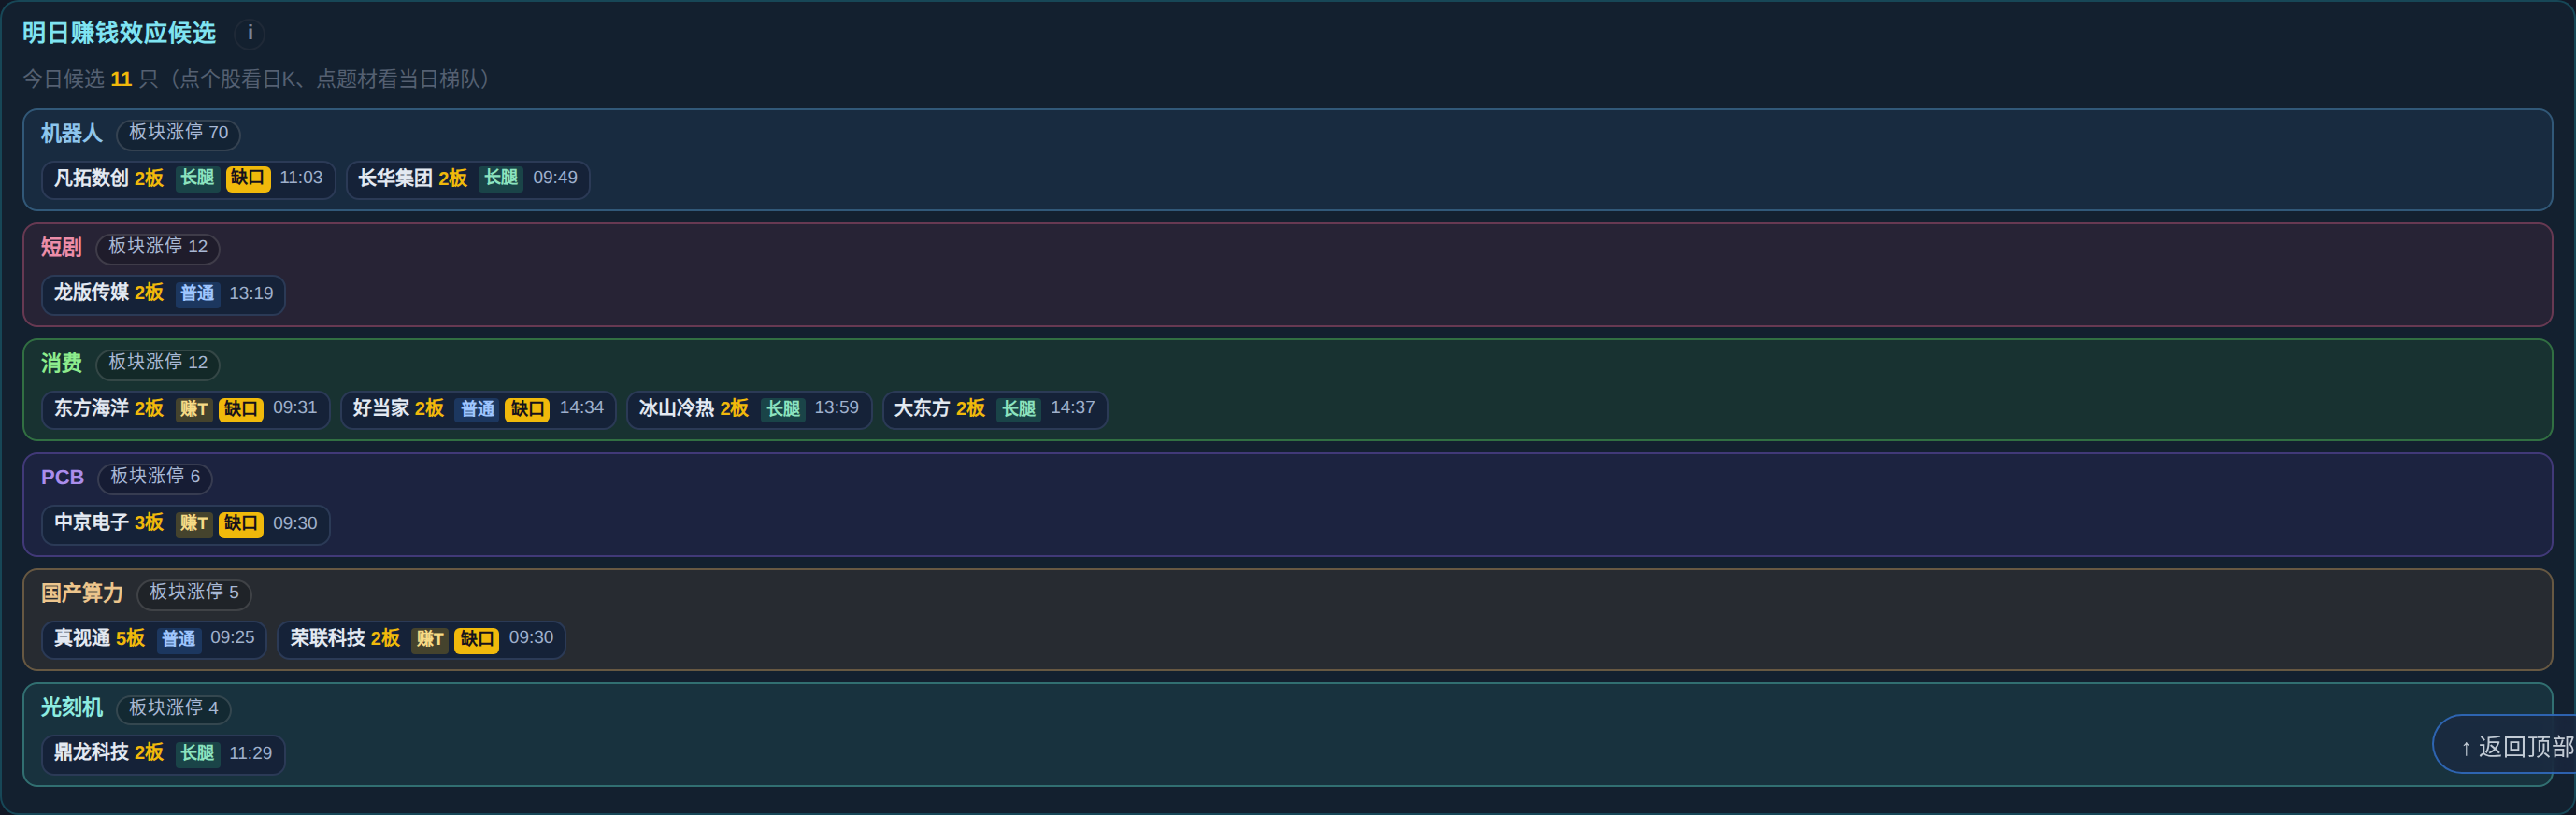 明日赚钱效应候选 i
今日候选 11 只（点个股看日K、点题材看当日梯队）
机器人 板块涨停 70
凡拓数创 2板 长腿 缺口 11:03 长华集团 2板 长腿 09:49
短剧 板块涨停 12
龙版传媒 2板 普通 13:19
消费 板块涨停 12
东方海洋 2板 赚T 缺口 09:31 好当家 2板 普通 缺口 14:34 冰山冷热 2板 长腿 13:59 大东方 2板 长腿 14:37
PCB 板块涨停 6
中京电子 3板 赚T 缺口 09:30
国产算力 板块涨停 5
真视通 5板 普通 09:25 荣联科技 2板 赚T 缺口 09:30
光刻机 板块涨停 4
鼎龙科技 2板 长腿 11:29
↑ 返回顶部